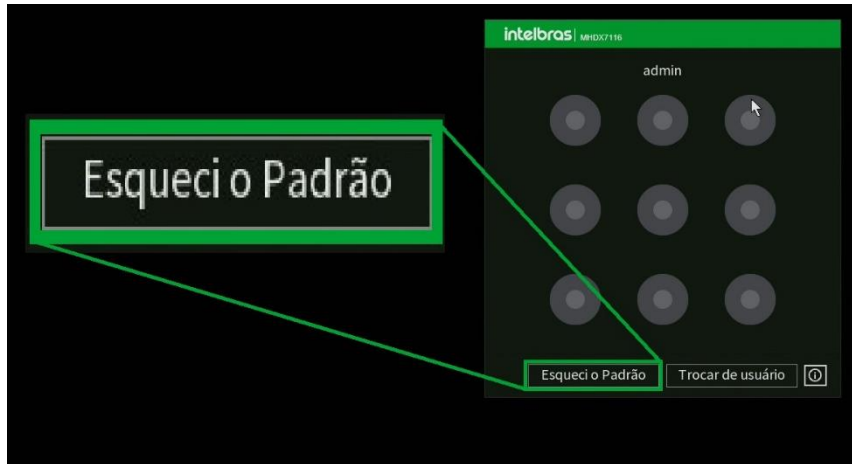 intelbras | MHDX7116
admin
Esqueci o Padrão
Esqueci o Padrão Trocar de usuário